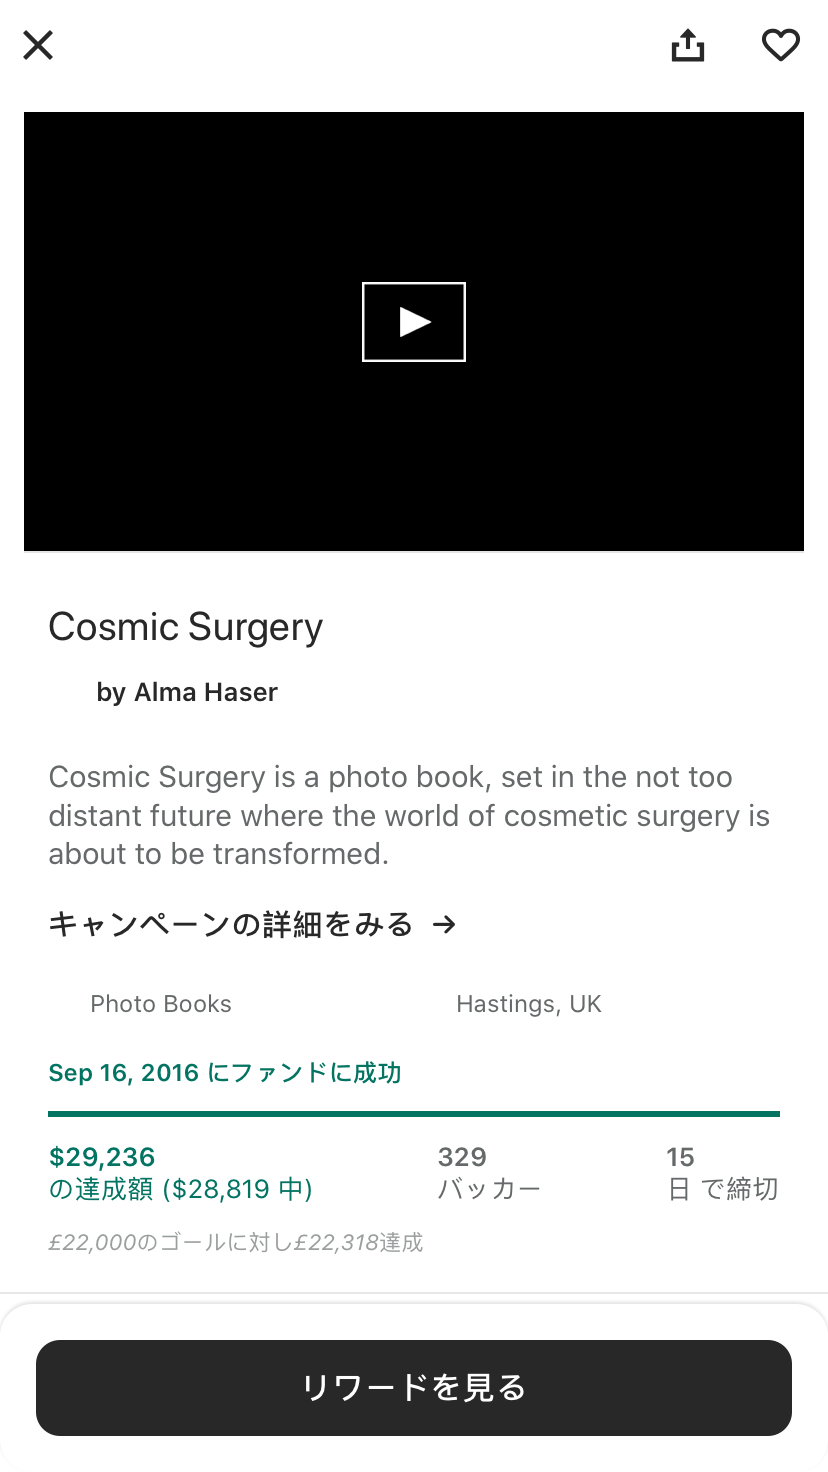 Cosmic Surgery
by Alma Haser
Cosmic Surgery is a photo book, set in the not too
distant future where the world of cosmetic surgery is
about to be transformed.
キャンペーンの詳細をみる →
Photo Books
Hastings, UK
Sep 16, 2016 にファンドに成功
$29,236
の達成額 ($28,819 中)
329
バッカー
15
日 で締切
£22,000のゴールに対し£22,318達成
リワードを見る